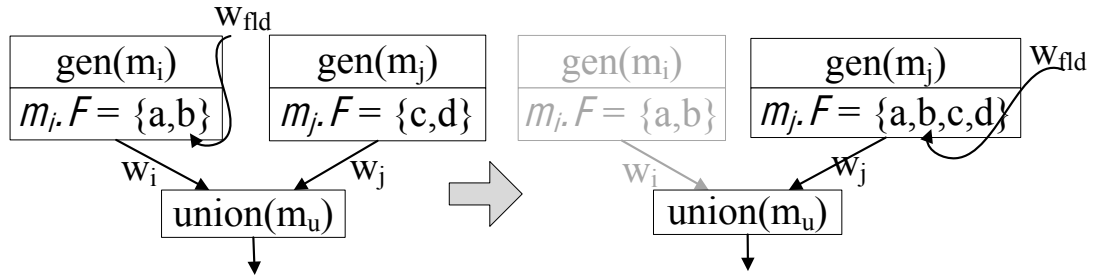 w_fld
gen(m_i)
m_i.F = {a,b}
gen(m_j)
m_j.F = {c,d}
w_i
w_j
union(m_u)
gen(m_i)
m_i.F = {a,b}
gen(m_j)
m_j.F = {a,b,c,d}
w_fld
w_i
w_j
union(m_u)